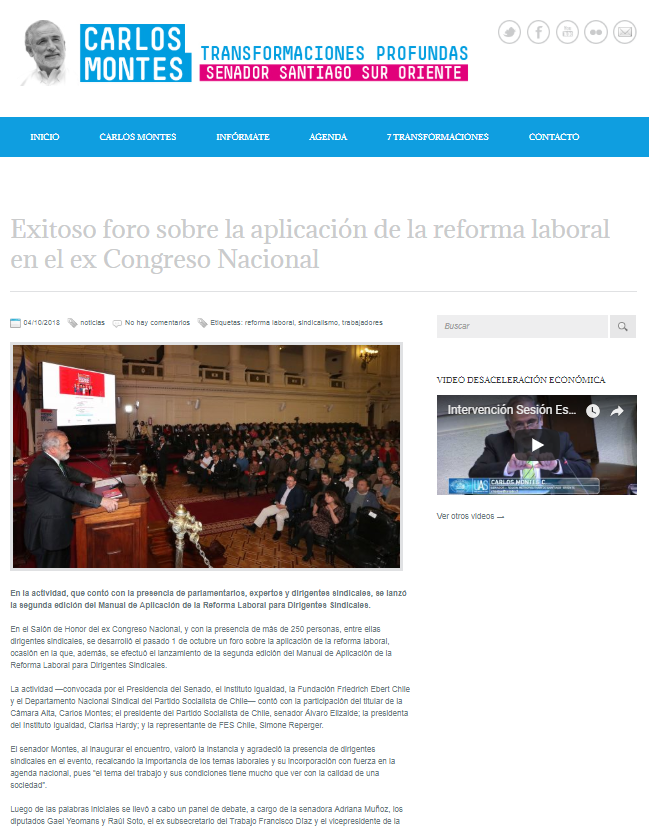 CARLOS
MONTES
TRANSFORMACIONES PROFUNDAS
SENADOR SANTIAGO SUR ORIENTE
INICIO CARLOS MONTES INFÓRMATE AGENDA 7 TRANSFORMACIONES CONTACTO
Exitoso foro sobre la aplicación de la reforma laboral
en el ex Congreso Nacional
04/10/2018 noticias No hay comentarios Etiquetas: reforma laboral, sindicalismo, trabajadores
Buscar
VIDEO DESACELERACIÓN ECONÓMICA
Intervención Sesión Es...
CARLOS MONTES C.
Ver otros videos →
En la actividad, que contó con la presencia de parlamentarios, expertos y dirigentes sindicales, se lanzó
la segunda edición del Manual de Aplicación de la Reforma Laboral para Dirigentes Sindicales.
En el Salón de Honor del ex Congreso Nacional, y con la presencia de más de 250 personas, entre ellas
dirigentes sindicales, se desarrolló el pasado 1 de octubre un foro sobre la aplicación de la reforma laboral,
ocasión en la que, además, se efectuó el lanzamiento de la segunda edición del Manual de Aplicación de la
Reforma Laboral para Dirigentes Sindicales.
La actividad —convocada por el Presidencia del Senado, el Instituto Igualdad, la Fundación Friedrich Ebert Chile
y el Departamento Nacional Sindical del Partido Socialista de Chile— contó con la participación del titular de la
Cámara Alta, Carlos Montes; el presidente del Partido Socialista de Chile, senador Álvaro Elizalde; la presidenta
del Instituto Igualdad, Clarisa Hardy; y la representante de FES Chile, Simone Reperger.
El senador Montes, al inaugurar el encuentro, valoró la instancia y agradeció la presencia de dirigentes
sindicales en el evento, recalcando la importancia de los temas laborales y su incorporación con fuerza en la
agenda nacional, pues "el tema del trabajo y sus condiciones tiene mucho que ver con la calidad de una
sociedad".
Luego de las palabras iniciales se llevó a cabo un panel de debate, a cargo de la senadora Adriana Muñoz, los
diputados Gael Yeomans y Raúl Soto, el ex subsecretario del Trabajo Francisco Díaz y el vicepresidente de la